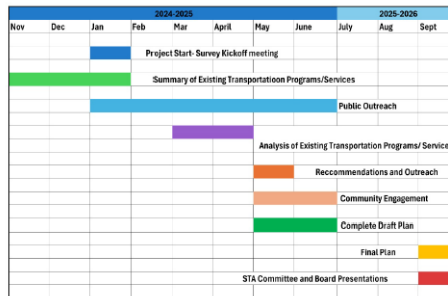 2024-2025 2025-2026
Nov Dec Jan Feb Mar April May June July Aug Sept
Project Start- Survey Kickoff meeting
Summary of Existing Transportatioon Programs/Services
Public Outreach
Analysis of Existing Transportation Programs/ Service
Reccommendations and Outreach
Community Engagement
Complete Draft Plan
Final Plan
STA Committee and Board Presentations